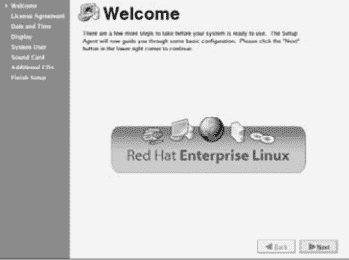 Welcome
License Agreement
Date and Time
Display
System User
Sound Card
Additional CDs
Finish Setup
Welcome
There are a few more steps to take before your system is ready to use. The Setup
Agent will now guide you through some basic configuration. Please click the "Next"
button in the lower right corner to continue.
Red Hat Enterprise Linux
Back
Next